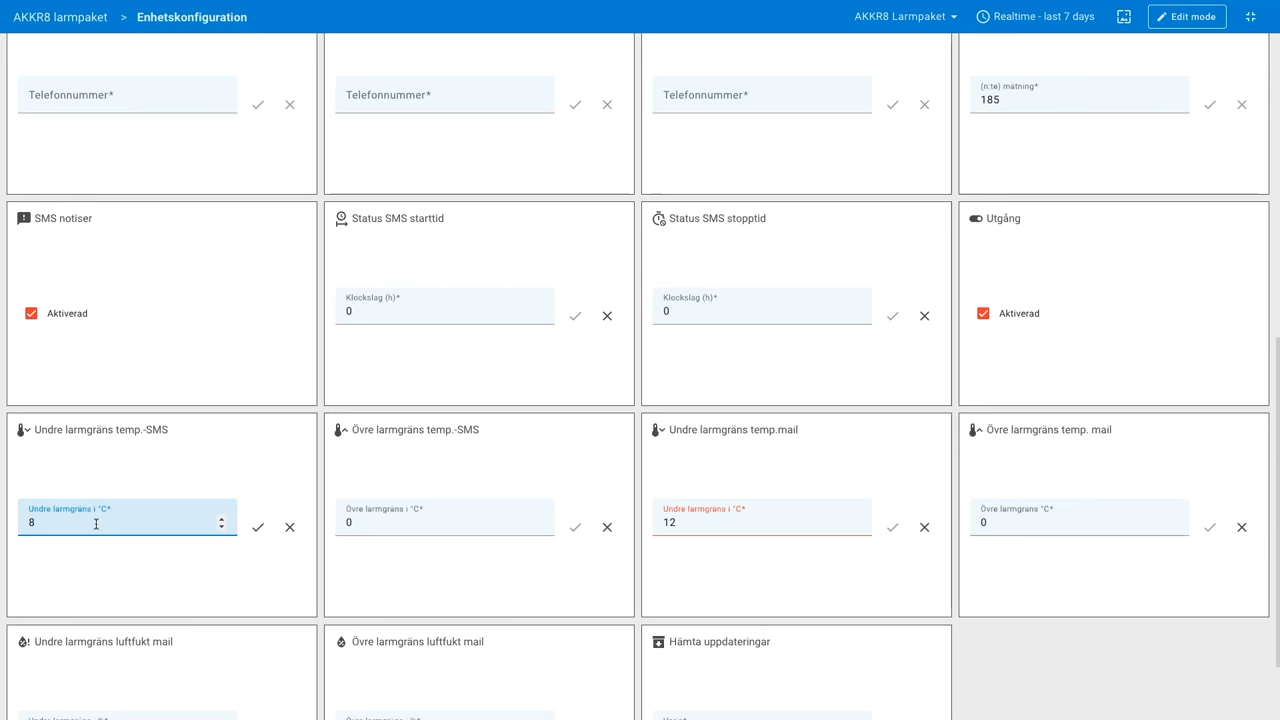 AKKR8 larmpaket > Enhetskonfiguration
AKKR8 Larmpaket
Realtime - last 7 days
Edit mode
Telefonnummer*
Telefonnummer*
Telefonnummer*
(n:te) mätning*
185
SMS notiser
Status SMS starttid
Status SMS stopptid
Utgång
Aktiverad
Klockslag (h)*
0
Klockslag (h)*
0
Aktiverad
Undre larmgräns temp.-SMS
Övre larmgräns temp.-SMS
Undre larmgräns temp.mail
Övre larmgräns temp. mail
Undre larmgräns i °C*
8
Övre larmgräns i °C*
0
Undre larmgräns i °C*
12
Övre larmgräns °C*
0
Undre larmgräns luftfukt mail
Övre larmgräns luftfukt mail
Hämta uppdateringar